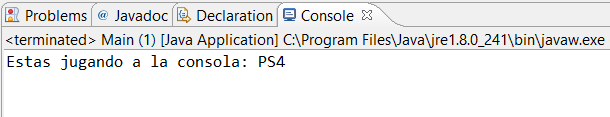 Problems @ Javadoc Declaration Console
<terminated> Main (1) [Java Application] C:\Program Files\Java\jre1.8.0_241\bin\javaw.exe
Estas jugando a la consola: PS4